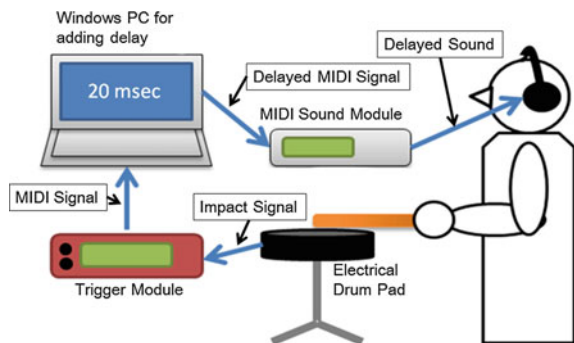 Windows PC for
adding delay
20 msec
Delayed Sound
Delayed MIDI Signal
MIDI Sound Module
MIDI Signal
Impact Signal
Trigger Module
Electrical
Drum Pad